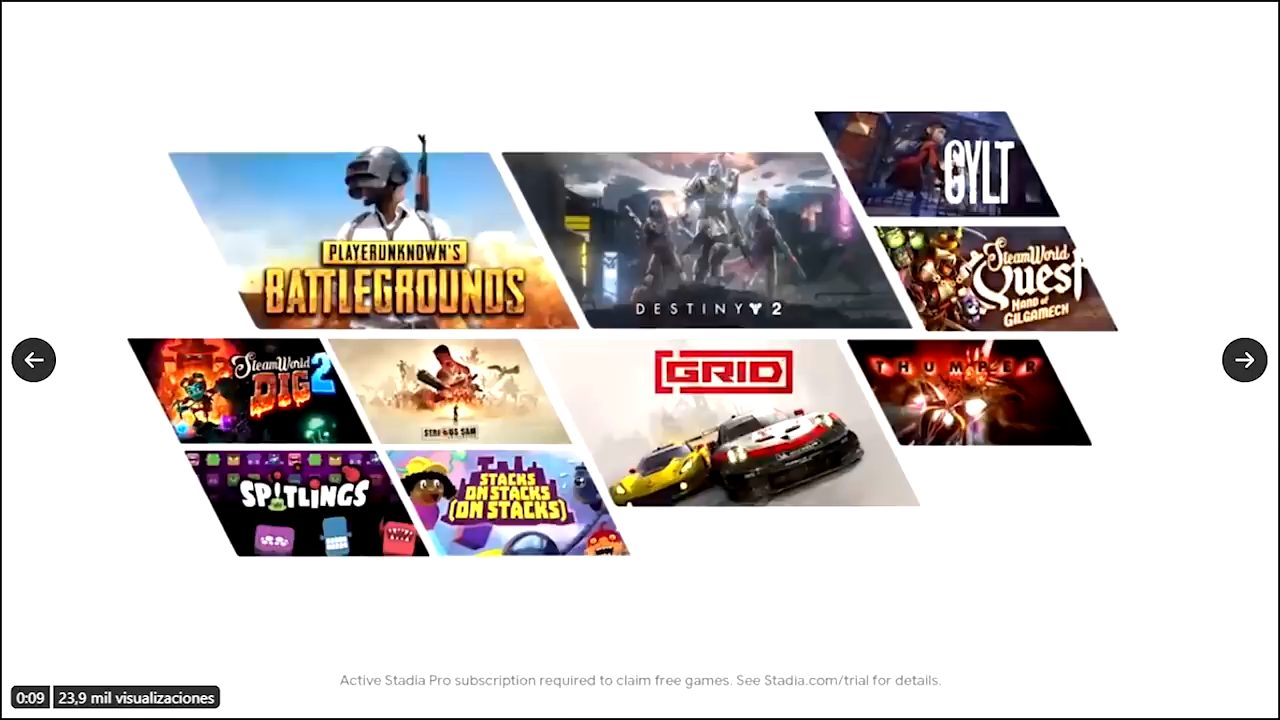 PLAYERUNKNOWN'S
BATTLEGROUNDS
DESTINY 2
GYLT
SteamWorld
Quest
HAND of
GILGAMECH
SteamWorld
DIG 2
SERIOUS SAM
GRID
THUMPER
SPITLINGS
STACKS
ON STACKS
(ON STACKS)
Active Stadia Pro subscription required to claim free games. See Stadia.com/trial for details.
0:09 23,9 mil visualizaciones